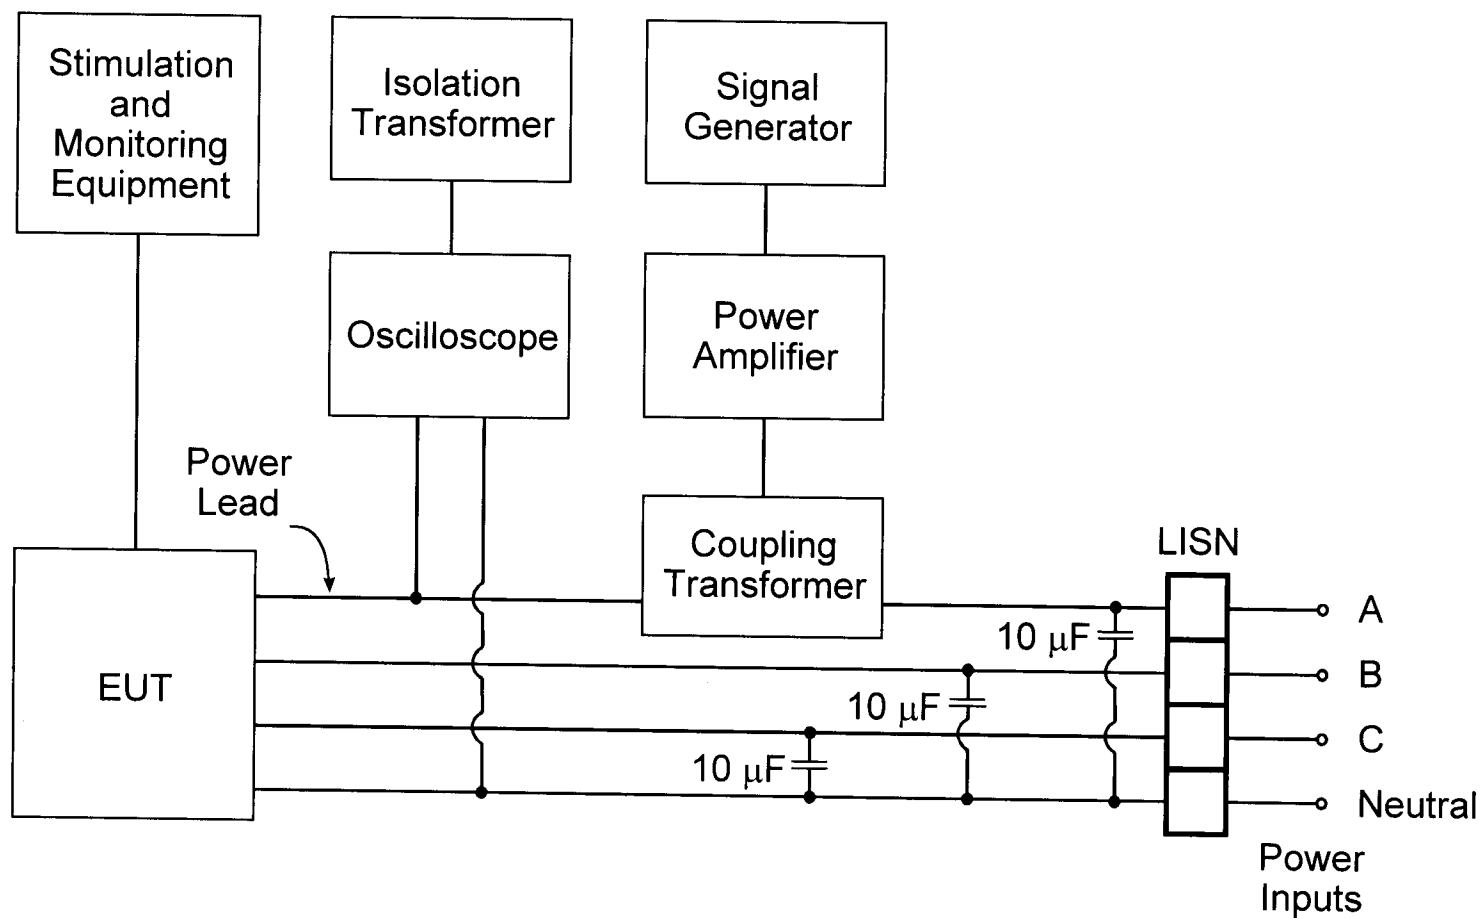 Stimulation
and
Monitoring
Equipment
Isolation
Transformer
Signal
Generator
Oscilloscope
Power
Amplifier
Power
Lead
Coupling
Transformer
LISN
EUT
10 μF
10 μF
10 μF
A
B
C
Neutral
Power
Inputs